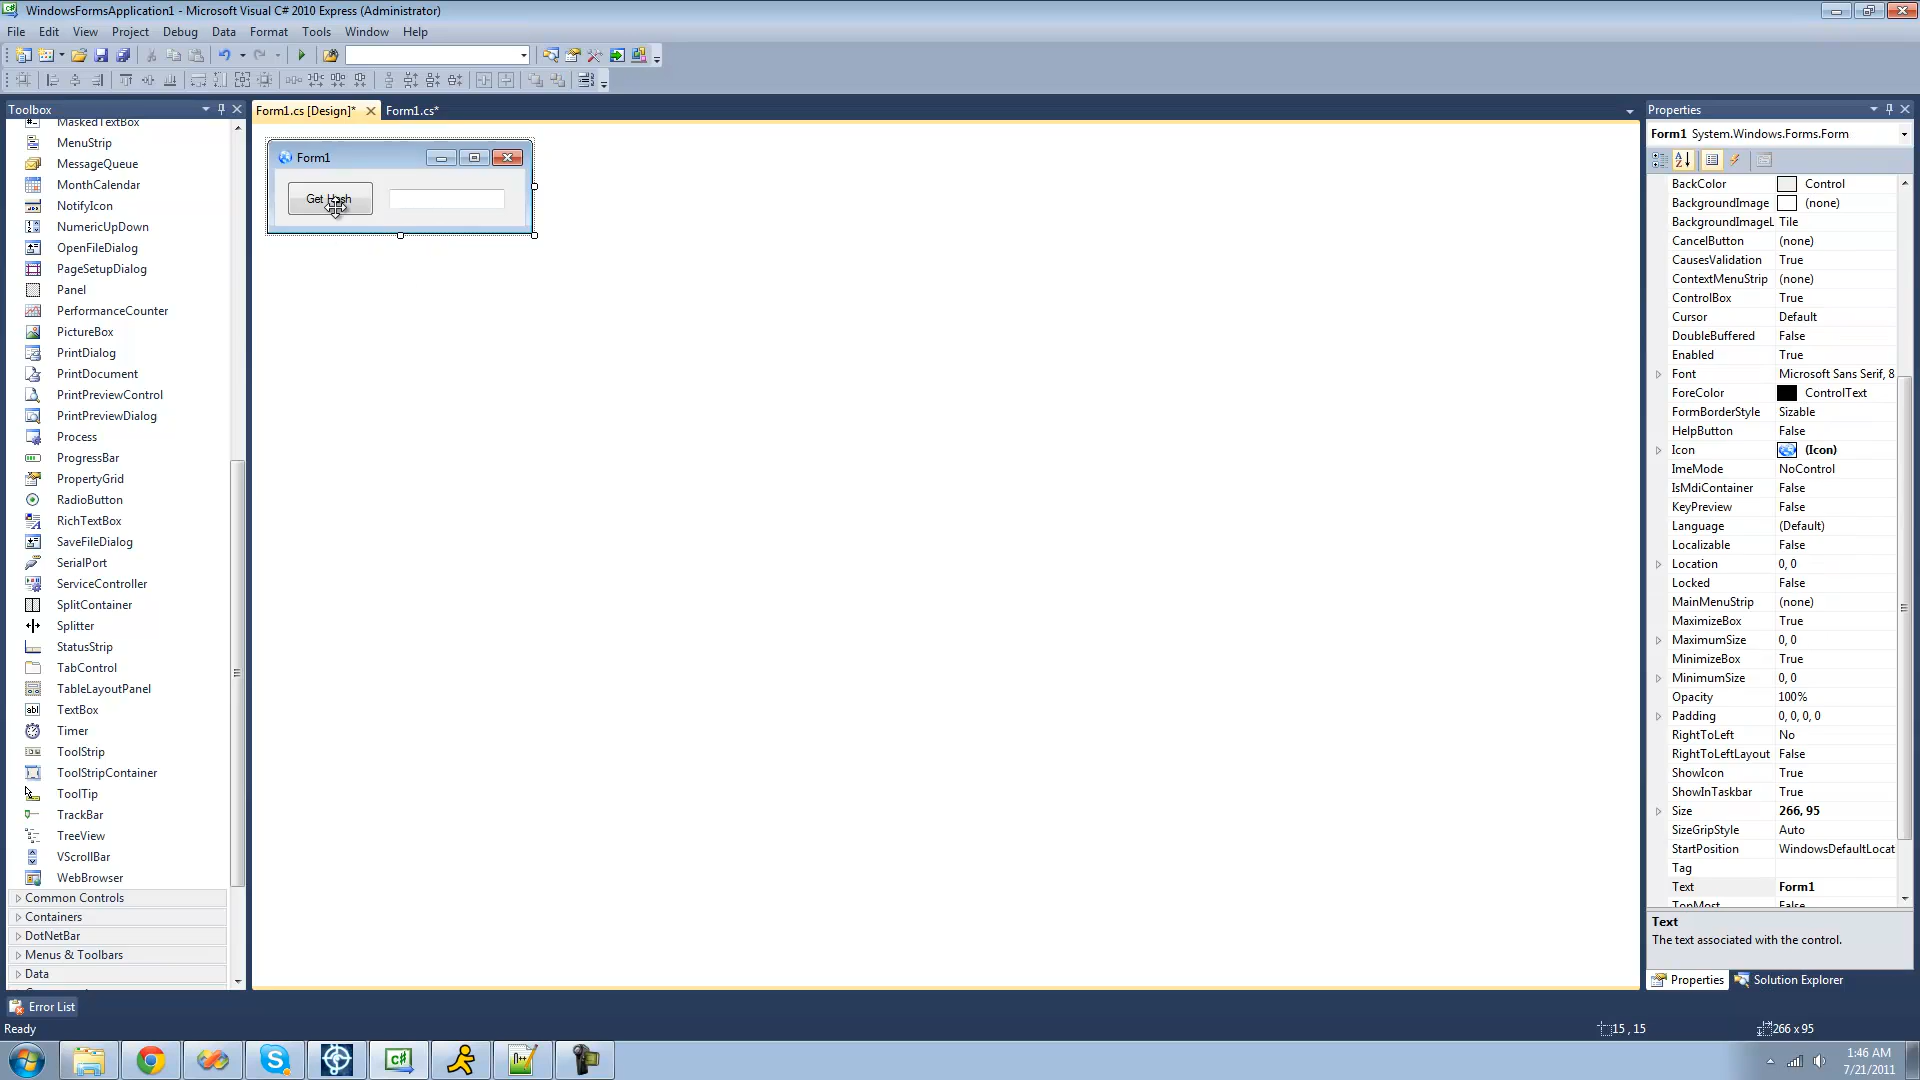 WindowsFormsApplication1 - Microsoft Visual C# 2010 Express (Administrator)
File Edit View Project Debug Data Format Tools Window Help
Toolbox
Form1.cs [Design]* Form1.cs*
Properties
MaskedTextBox
MenuStrip
MessageQueue
MonthCalendar
NotifyIcon
NumericUpDown
OpenFileDialog
PageSetupDialog
Panel
PerformanceCounter
PictureBox
PrintDialog
PrintDocument
PrintPreviewControl
PrintPreviewDialog
Process
ProgressBar
PropertyGrid
RadioButton
RichTextBox
SaveFileDialog
SerialPort
ServiceController
SplitContainer
Splitter
StatusStrip
TabControl
TableLayoutPanel
TextBox
Timer
ToolStrip
ToolStripContainer
ToolTip
TrackBar
TreeView
VScrollBar
WebBrowser
Common Controls
Containers
DotNetBar
Menus & Toolbars
Data
Form1
Get Hash
Form1 System.Windows.Forms.Form
BackColor Control
BackgroundImage (none)
BackgroundImageL Tile
CancelButton (none)
CausesValidation True
ContextMenuStrip (none)
ControlBox True
Cursor Default
DoubleBuffered False
Enabled True
Font Microsoft Sans Serif, 8
ForeColor ControlText
FormBorderStyle Sizable
HelpButton False
Icon (Icon)
ImeMode NoControl
IsMdiContainer False
KeyPreview False
Language (Default)
Localizable False
Location 0, 0
Locked False
MainMenuStrip (none)
MaximizeBox True
MaximumSize 0, 0
MinimizeBox True
MinimumSize 0, 0
Opacity 100%
Padding 0, 0, 0, 0
RightToLeft No
RightToLeftLayout False
ShowIcon True
ShowInTaskbar True
Size 266, 95
SizeGripStyle Auto
StartPosition WindowsDefaultLocat
Tag
Text Form1
TopMost False
Text
The text associated with the control.
Properties Solution Explorer
Error List
Ready 15 , 15 266 x 95
1:46 AM
7/21/2011